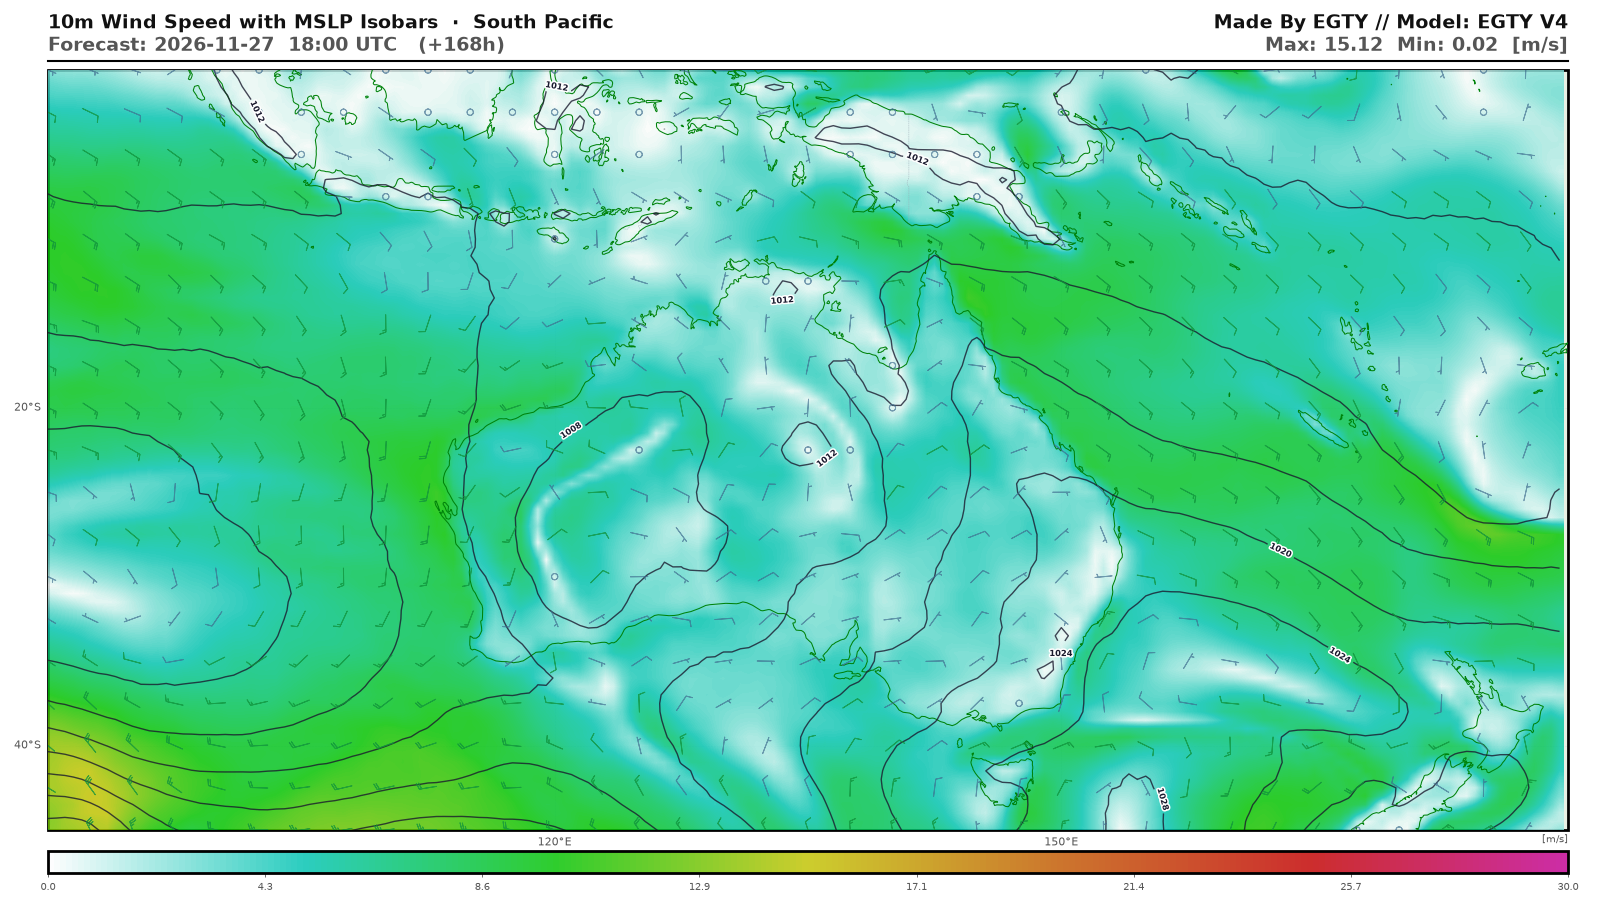 10m Wind Speed with MSLP Isobars · South Pacific
Made By EGTY // Model: EGTY V4
Forecast: 2026-11-27 18:00 UTC (+168h)
Max: 15.12 Min: 0.02 [m/s]
1012
1012
1012
1012
1008
1012
1020
1024
1024
1028
20°S
40°S
120°E
150°E
[m/s]
0.0
4.3
8.6
12.9
17.1
21.4
25.7
30.0